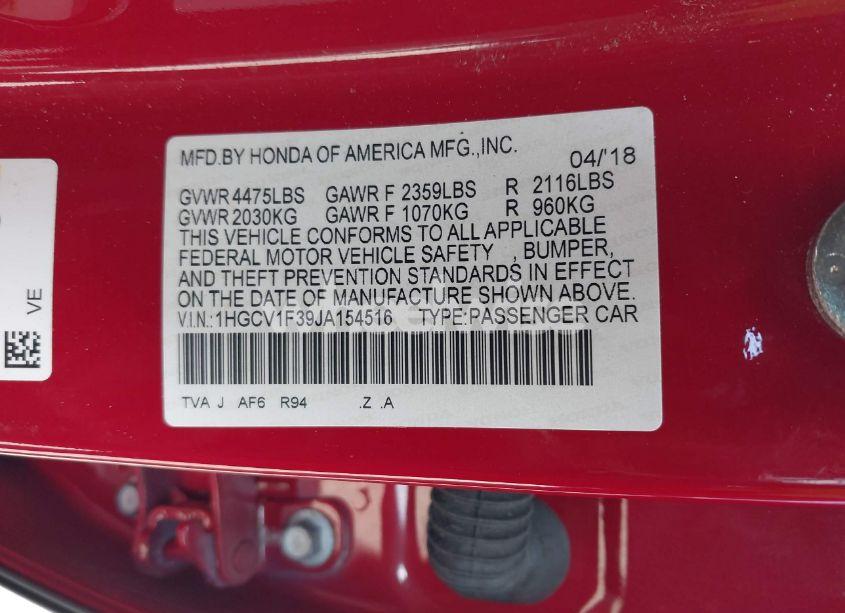 MFD.BY HONDA OF AMERICA MFG.,INC. 04/'18
GVWR 4475LBS GAWR F 2359LBS R 2116LBS
GVWR 2030KG GAWR F 1070KG R 960KG
THIS VEHICLE CONFORMS TO ALL APPLICABLE
FEDERAL MOTOR VEHICLE SAFETY , BUMPER,
AND THEFT PREVENTION STANDARDS IN EFFECT
ON THE DATE OF MANUFACTURE SHOWN ABOVE.
V.I.N.:1HGCV1F39JA154516 TYPE:PASSENGER CAR
TVA J AF6 R94 .Z .A
VE